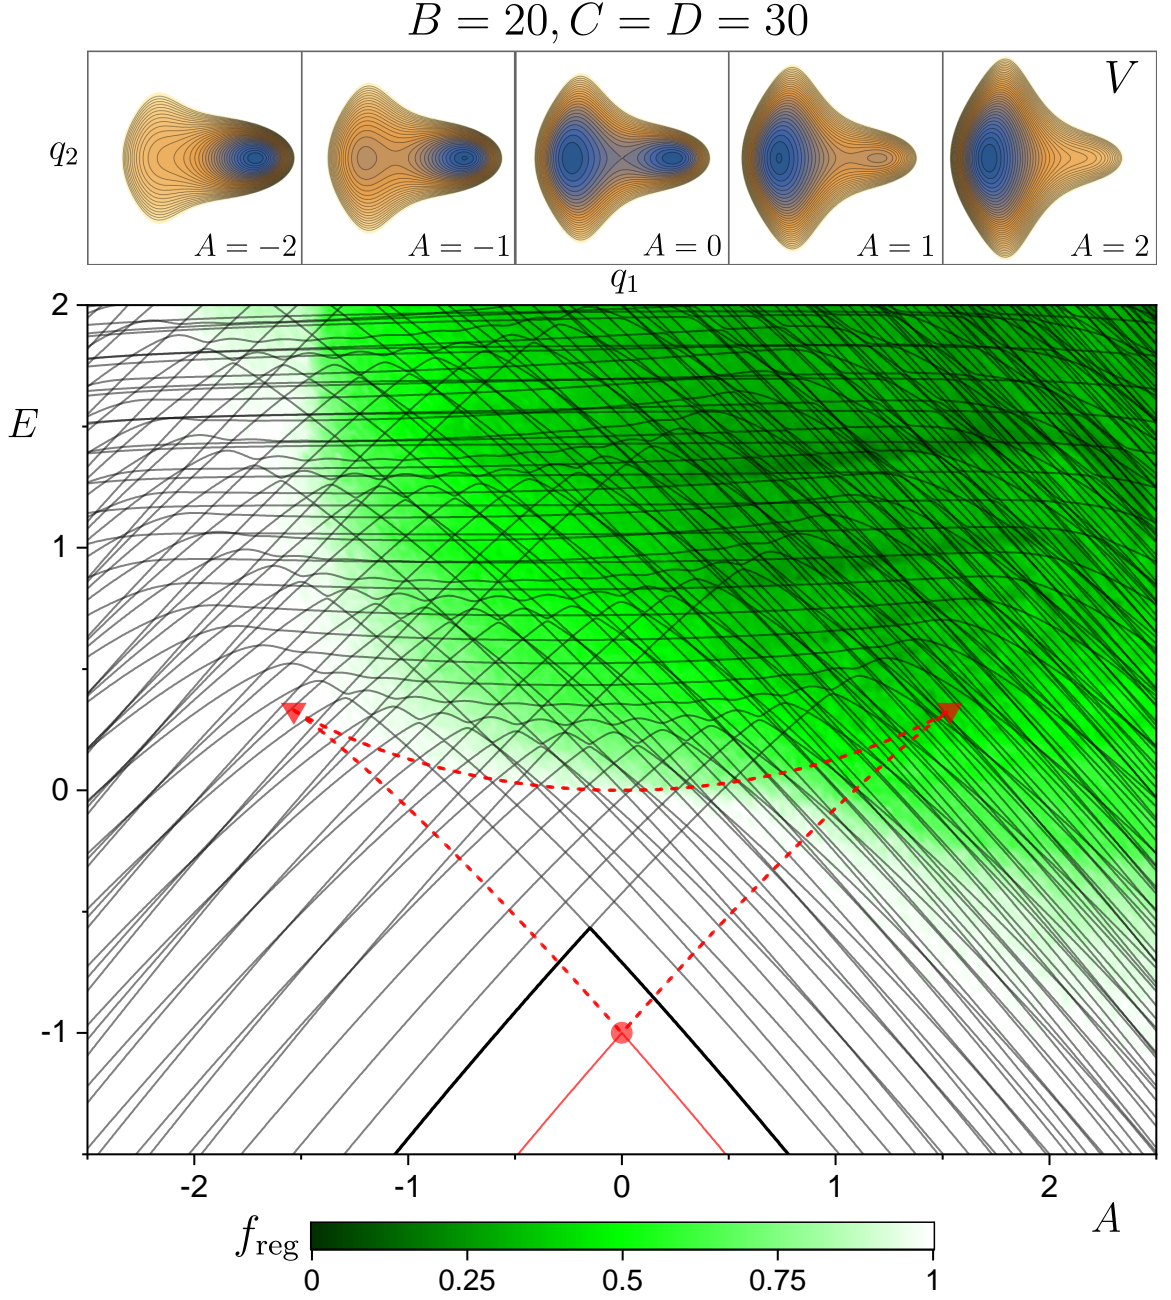 B = 20, C = D = 30
V
q₂
A = −2 A = −1 A = 0 A = 1 A = 2
q₁
2
E
1
0
-1
-2 -1 0 1 2
A
f_reg
0 0.25 0.5 0.75 1